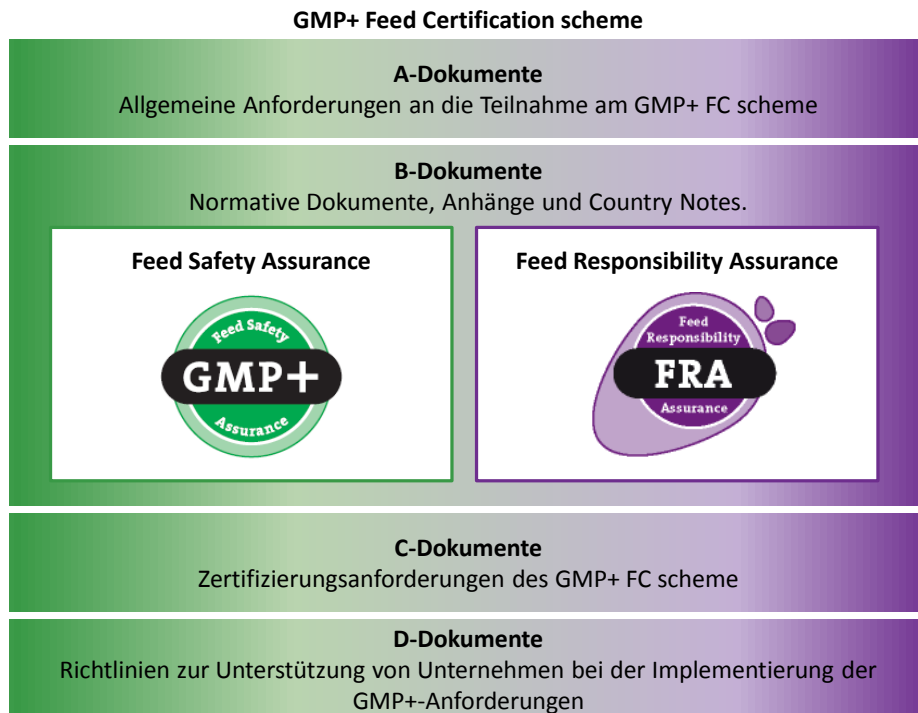 GMP+ Feed Certification scheme
A-Dokumente
Allgemeine Anforderungen an die Teilnahme am GMP+ FC scheme
B-Dokumente
Normative Dokumente, Anhänge und Country Notes.
Feed Safety Assurance
Feed Safety
GMP+
Assurance
Feed Responsibility Assurance
Feed
Responsibility
FRA
Assurance
C-Dokumente
Zertifizierungsanforderungen des GMP+ FC scheme
D-Dokumente
Richtlinien zur Unterstützung von Unternehmen bei der Implementierung der
GMP+-Anforderungen